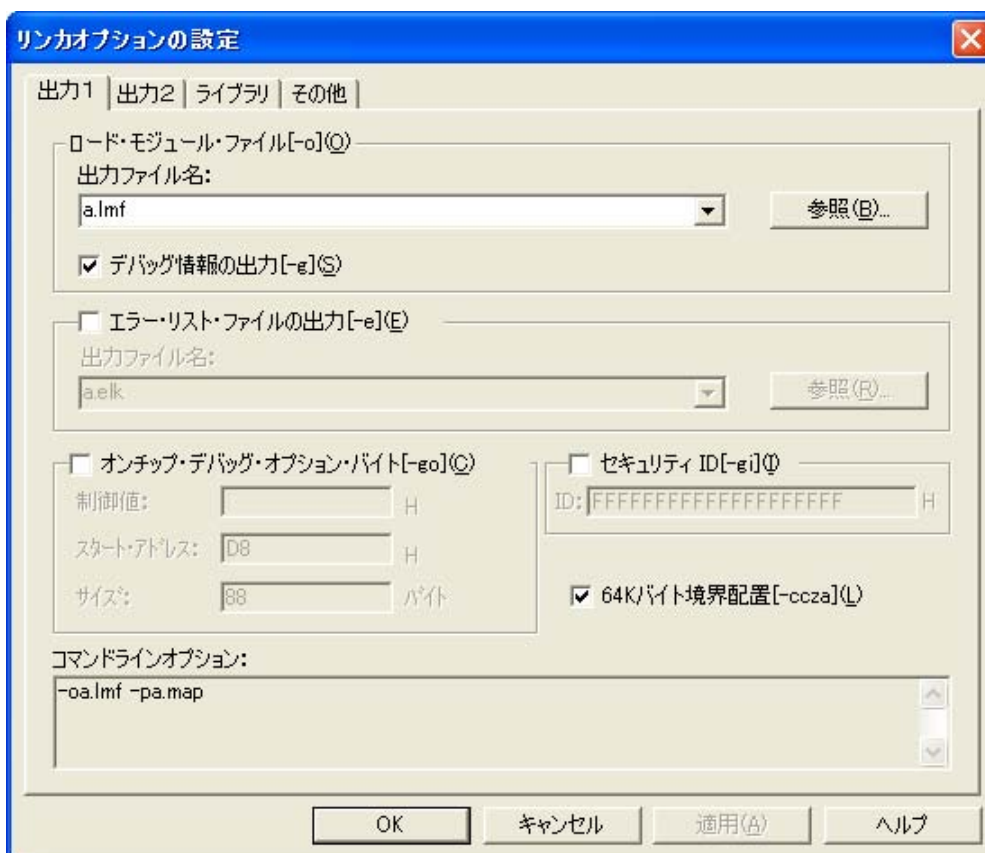 リンカオプションの設定
出力1 出力2 ライブラリ その他
ロード・モジュール・ファイル[-o](O)
出力ファイル名:
a.lmf 参照(B)...
デバッグ情報の出力[-g](S)
エラー・リスト・ファイルの出力[-e](E)
出力ファイル名:
a.elk 参照(R)...
オンチップ・デバッグ・オプション・バイト[-go](C)
制御値: H
スタート・アドレス: D8 H
サイズ: 88 バイト
セキュリティ ID[-gi](I)
ID: FFFFFFFFFFFFFFFFFFFF H
64Kバイト境界配置[-ccza](L)
コマンドラインオプション:
-oa.lmf -pa.map
OK キャンセル 適用(A) ヘルプ